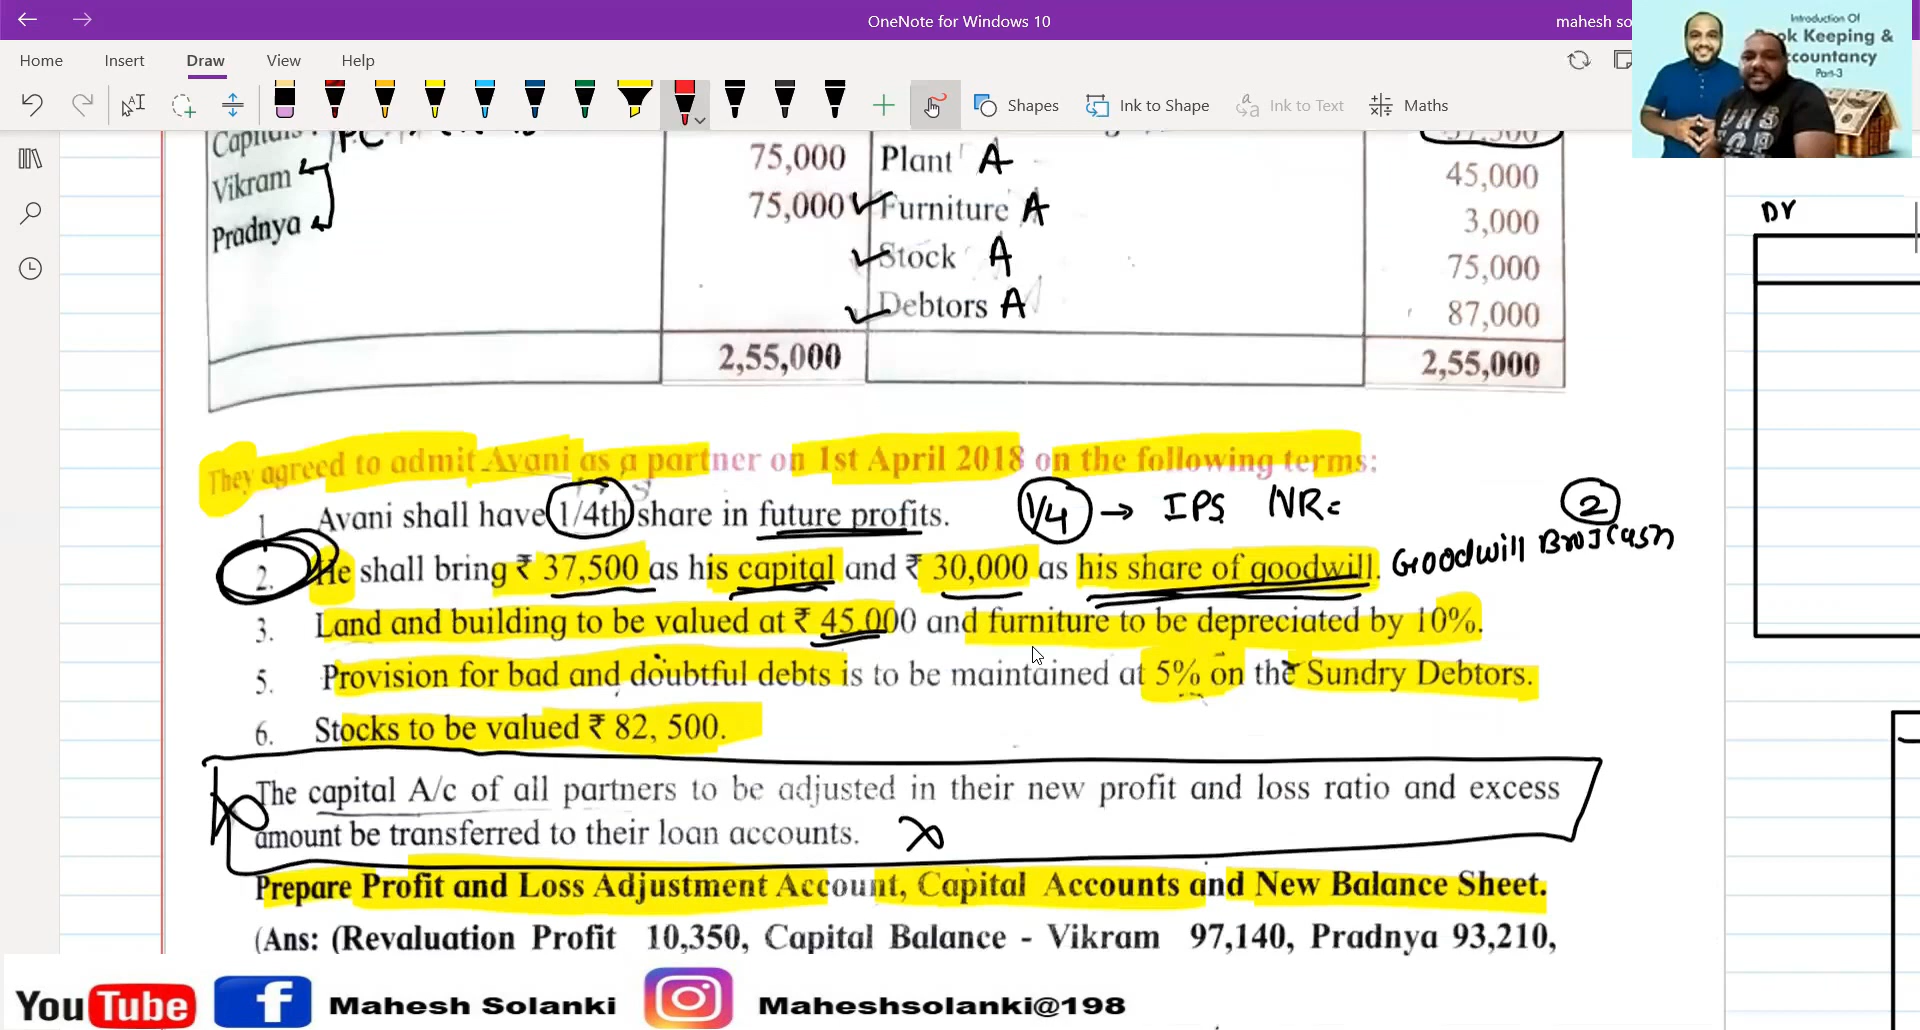 OneNote for Windows 10
mahesh so
Home Insert Draw View Help
Shapes Ink to Shape Ink to Text Maths
Introduction Of
ok Keeping &
countancy
Part-3
Capitals :
Vikram 75,000 Plant A 45,000
Pradnya 75,000 Furniture A 3,000
Stock A 75,000
Debtors A 87,000
2,55,000 2,55,000
Dr
They agreed to admit Avani as a partner on 1st April 2018 on the following terms:
1. Avani shall have 1/4th share in future profits. 1/4 → IPS NR= 2
2. He shall bring ₹ 37,500 as his capital and ₹ 30,000 as his share of goodwill. Goodwill
3. Land and building to be valued at ₹ 45,000 and furniture to be depreciated by 10%.
5. Provision for bad and doubtful debts is to be maintained at 5% on the Sundry Debtors.
6. Stocks to be valued ₹ 82, 500.
The capital A/c of all partners to be adjusted in their new profit and loss ratio and excess
amount be transferred to their loan accounts.
Prepare Profit and Loss Adjustment Account, Capital Accounts and New Balance Sheet.
(Ans: (Revaluation Profit 10,350, Capital Balance - Vikram 97,140, Pradnya 93,210,
YouTube f Mahesh Solanki Maheshsolanki@198